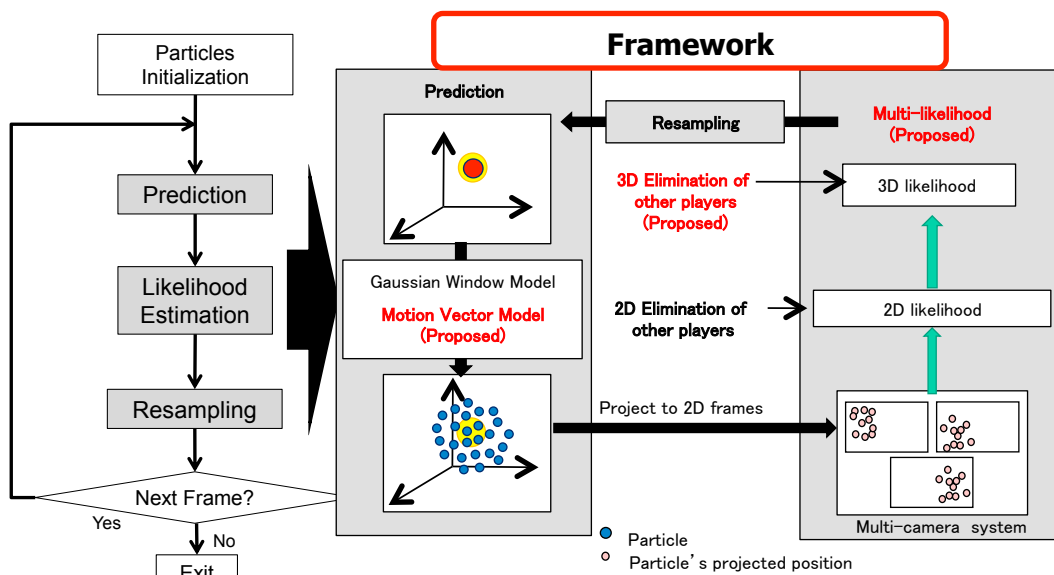 Framework
Particles
Initialization
Prediction
Likelihood
Estimation
Resampling
Next Frame?
Yes
No
Exit
Prediction
Gaussian Window Model
Motion Vector Model
(Proposed)
Resampling
3D Elimination of
other players
(Proposed)
2D Elimination of
other players
Project to 2D frames
Multi-likelihood
(Proposed)
3D likelihood
2D likelihood
Multi-camera system
Particle
Particle's projected position